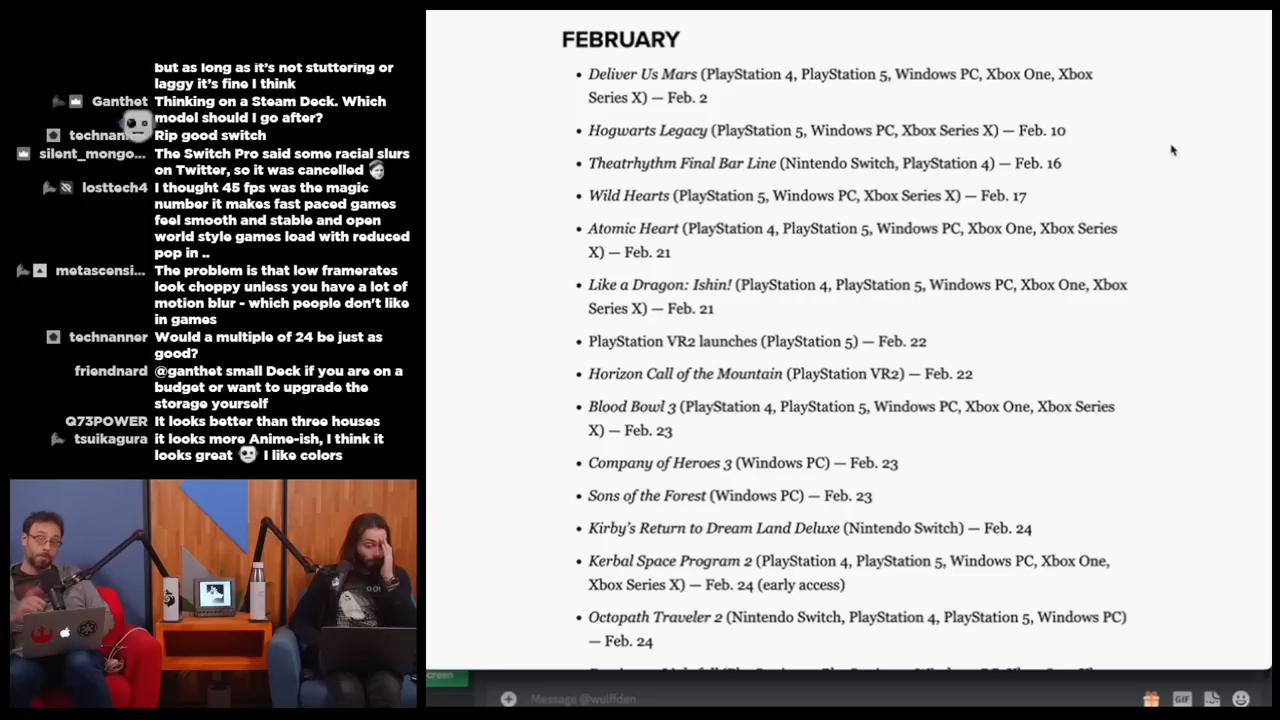 but as long as it's not stuttering or
laggy it's fine I think
Ganthet Thinking on a Steam Deck. Which
model should I go after?
Rip good switch
silent_mongo... The Switch Pro said some racial slurs
on Twitter, so it was cancelled
losttech4 I thought 45 fps was the magic
number it makes fast paced games
feel smooth and stable and open
world style games load with reduced
pop in ..
metascensi... The problem is that low framerates
look choppy unless you have a lot of
motion blur - which people don't like
in games
technanner Would a multiple of 24 be just as
good?
friendnard @ganthet small Deck if you are on a
budget or want to upgrade the
storage yourself
Q73POWER It looks better than three houses
tsuikagura it looks more Anime-ish, I think it
looks great I like colors
FEBRUARY
• Deliver Us Mars (PlayStation 4, PlayStation 5, Windows PC, Xbox One, Xbox
Series X) — Feb. 2
• Hogwarts Legacy (PlayStation 5, Windows PC, Xbox Series X) — Feb. 10
• Theatrhythm Final Bar Line (Nintendo Switch, PlayStation 4) — Feb. 16
• Wild Hearts (PlayStation 5, Windows PC, Xbox Series X) — Feb. 17
• Atomic Heart (PlayStation 4, PlayStation 5, Windows PC, Xbox One, Xbox Series
X) — Feb. 21
• Like a Dragon: Ishin! (PlayStation 4, PlayStation 5, Windows PC, Xbox One, Xbox
Series X) — Feb. 21
• PlayStation VR2 launches (PlayStation 5) — Feb. 22
• Horizon Call of the Mountain (PlayStation VR2) — Feb. 22
• Blood Bowl 3 (PlayStation 4, PlayStation 5, Windows PC, Xbox One, Xbox Series
X) — Feb. 23
• Company of Heroes 3 (Windows PC) — Feb. 23
• Sons of the Forest (Windows PC) — Feb. 23
• Kirby's Return to Dream Land Deluxe (Nintendo Switch) — Feb. 24
• Kerbal Space Program 2 (PlayStation 4, PlayStation 5, Windows PC, Xbox One,
Xbox Series X) — Feb. 24 (early access)
• Octopath Traveler 2 (Nintendo Switch, PlayStation 4, PlayStation 5, Windows PC)
— Feb. 24
Message @wulffden
GIF